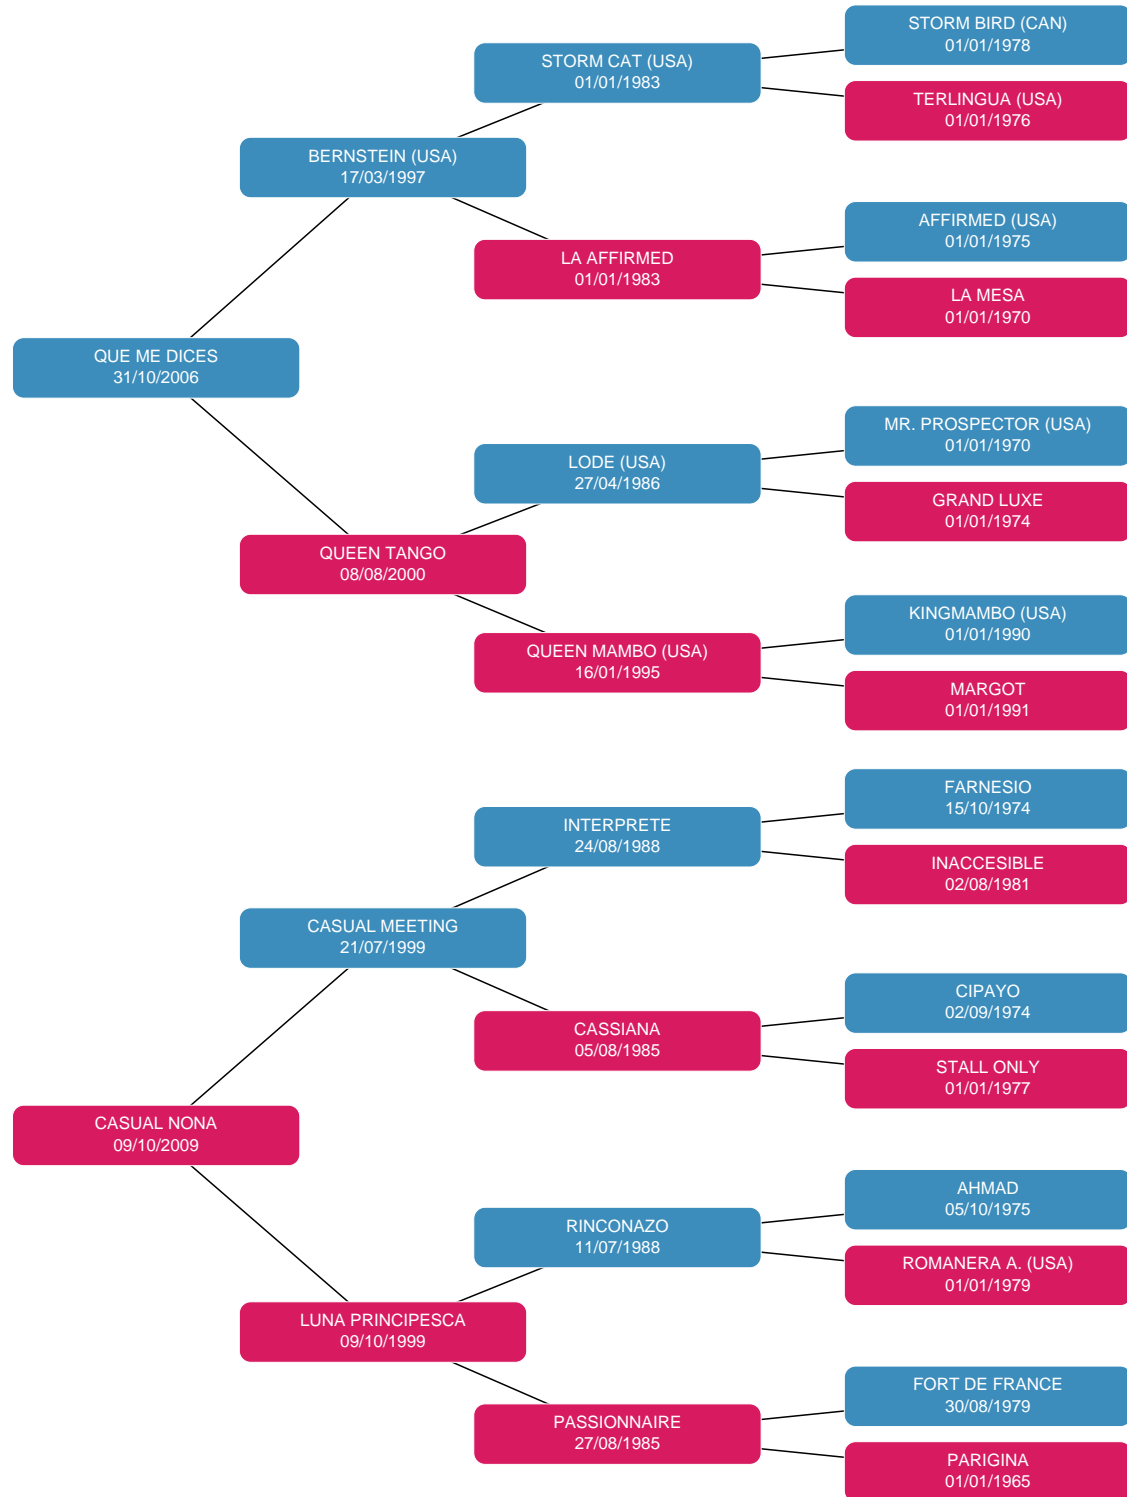 STORM BIRD (CAN)
01/01/1978
STORM CAT (USA)
01/01/1983
TERLINGUA (USA)
01/01/1976
BERNSTEIN (USA)
17/03/1997
AFFIRMED (USA)
01/01/1975
LA AFFIRMED
01/01/1983
LA MESA
01/01/1970
QUE ME DICES
31/10/2006
MR. PROSPECTOR (USA)
01/01/1970
LODE (USA)
27/04/1986
GRAND LUXE
01/01/1974
QUEEN TANGO
08/08/2000
KINGMAMBO (USA)
01/01/1990
QUEEN MAMBO (USA)
16/01/1995
MARGOT
01/01/1991
FARNESIO
15/10/1974
INTERPRETE
24/08/1988
INACCESIBLE
02/08/1981
CASUAL MEETING
21/07/1999
CIPAYO
02/09/1974
CASSIANA
05/08/1985
STALL ONLY
01/01/1977
CASUAL NONA
09/10/2009
AHMAD
05/10/1975
RINCONAZO
11/07/1988
ROMANERA A. (USA)
01/01/1979
LUNA PRINCIPESCA
09/10/1999
FORT DE FRANCE
30/08/1979
PASSIONNAIRE
27/08/1985
PARIGINA
01/01/1965